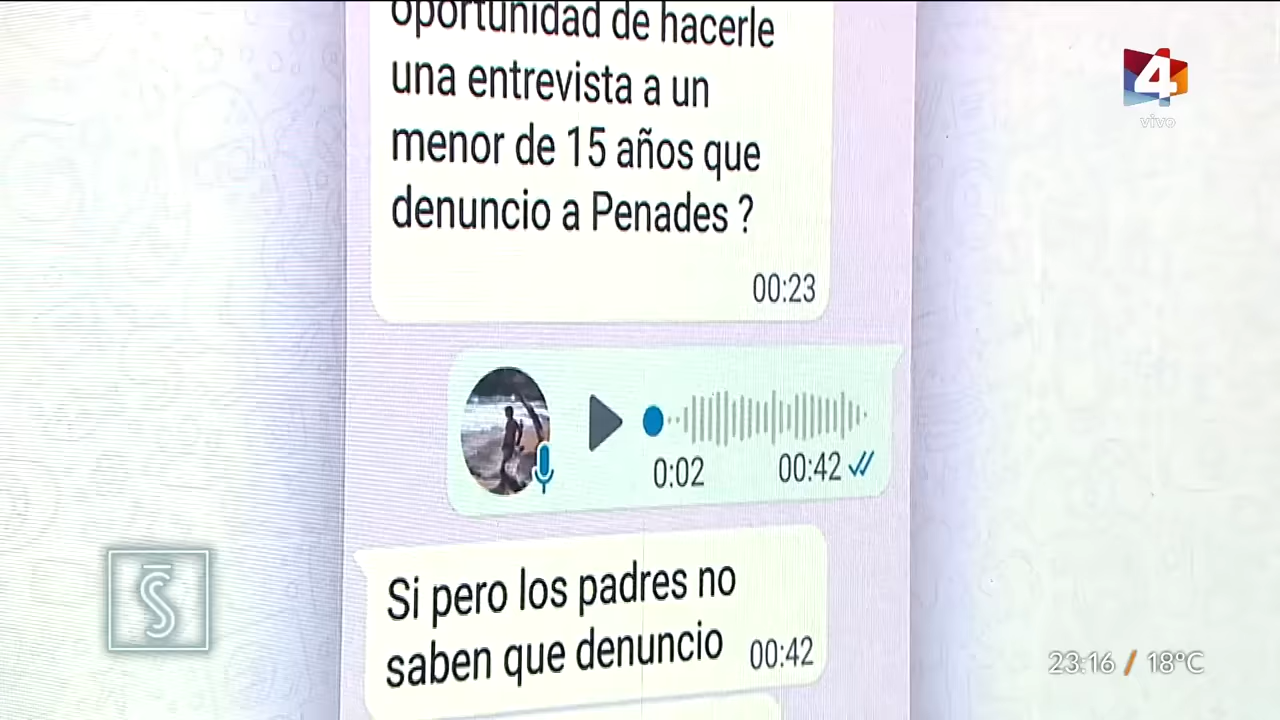 oportunidad de hacerle
una entrevista a un
menor de 15 años que
denuncio a Penades ?
00:23
0:02 00:42
Si pero los padres no
saben que denuncio 00:42
4
vivo
S
23:16 / 18°C